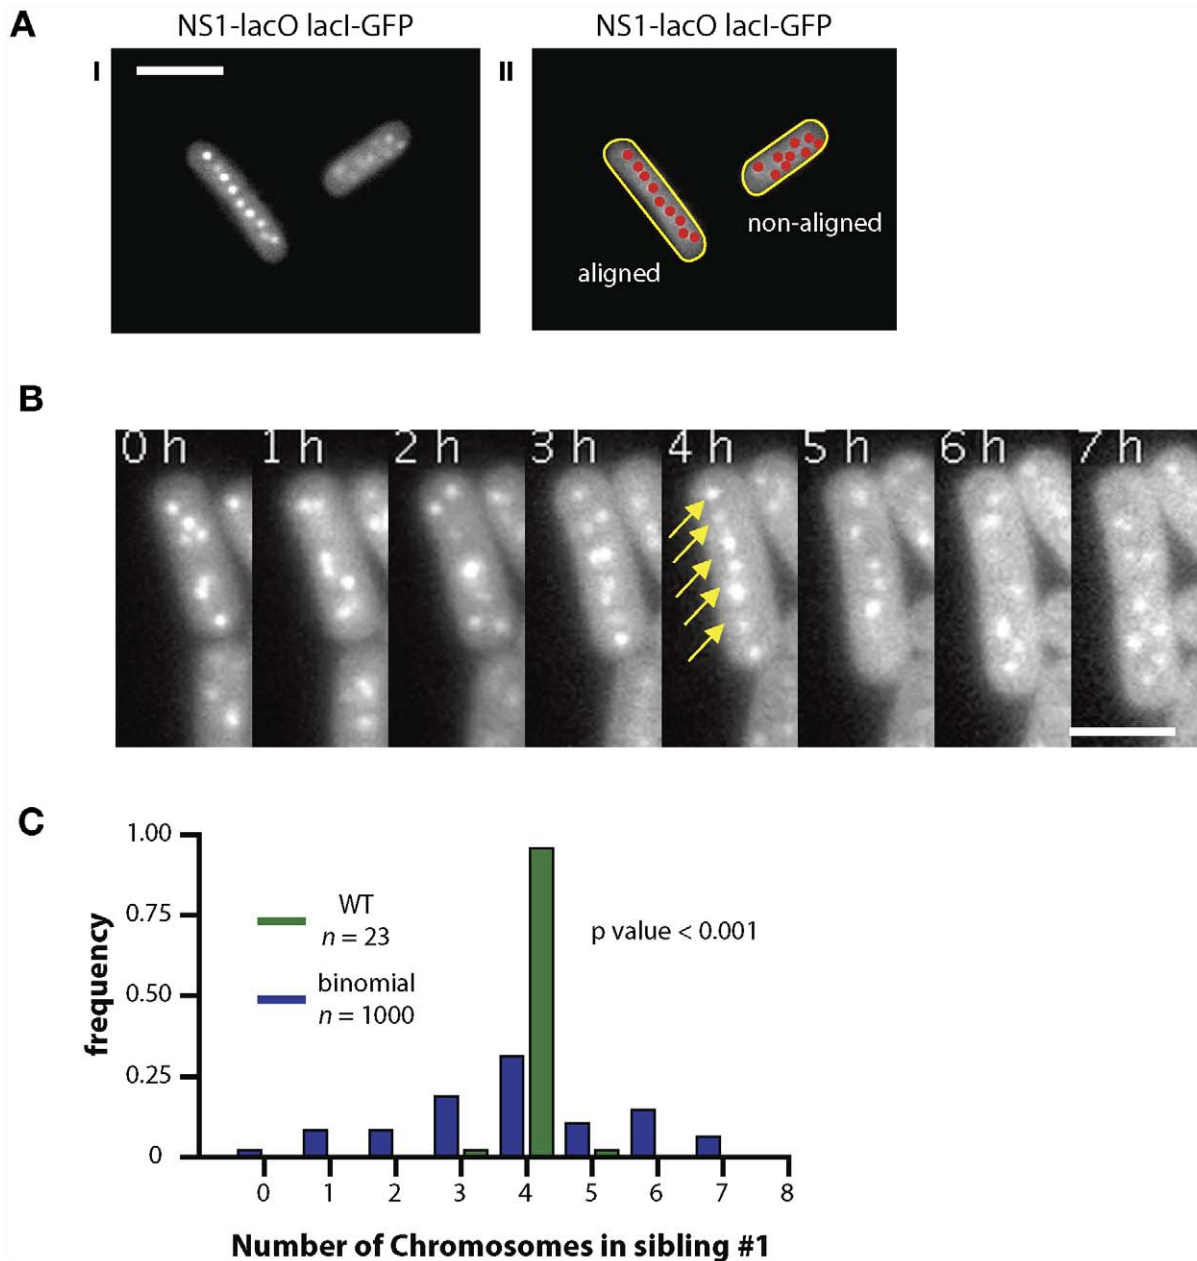 A
NS1-lacO lacI-GFP
NS1-lacO lacI-GFP
I
II
non-aligned
aligned
B
0 h
1 h
2 h
3 h
4 h
5 h
6 h
7 h
C
1.00
0.75
0.50
0.25
0
frequency
WT
n = 23
binomial
n = 1000
p value < 0.001
0 1 2 3 4 5 6 7 8
Number of Chromosomes in sibling #1